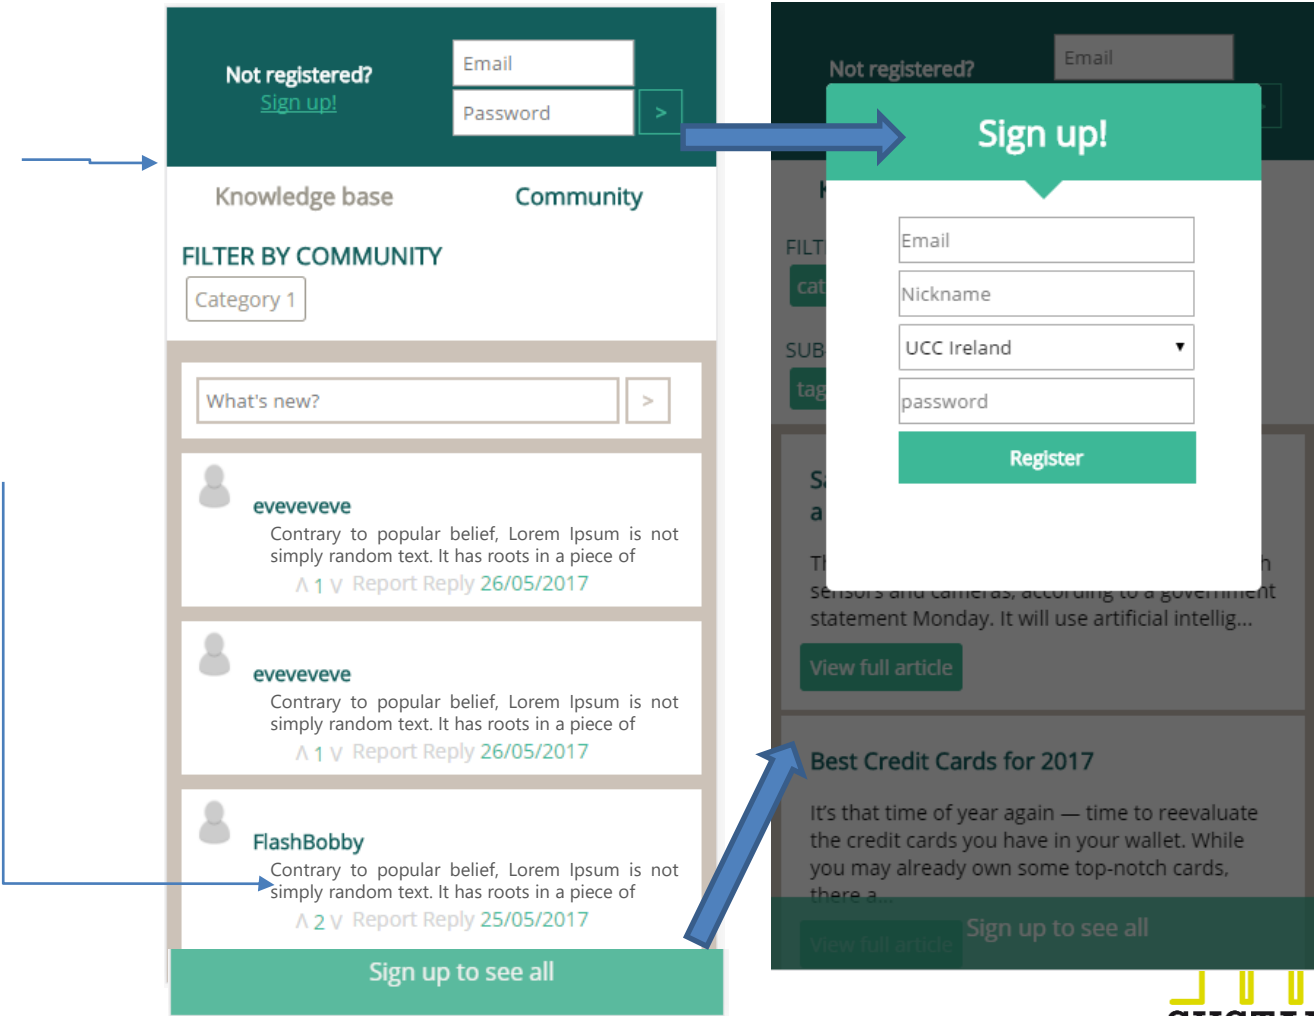 Not registered?
Sign up!
Email
Password
>
Knowledge base
Community
FILTER BY COMMUNITY
Category 1
What's new?
>
eveveveve
Contrary to popular belief, Lorem Ipsum is not
simply random text. It has roots in a piece of
Λ 1 V Report Reply 26/05/2017
eveveveve
Contrary to popular belief, Lorem Ipsum is not
simply random text. It has roots in a piece of
Λ 1 V Report Reply 26/05/2017
FlashBobby
Contrary to popular belief, Lorem Ipsum is not
simply random text. It has roots in a piece of
Λ 2 V Report Reply 25/05/2017
Sign up to see all
Not registered?
Email
Sign up!
Email
Nickname
UCC Ireland
password
Register
FILT
cat
SUB
tag
a
sensors and cameras, according to a government
statement Monday. It will use artificial intellig...
View full article
Best Credit Cards for 2017
It's that time of year again — time to reevaluate
the credit cards you have in your wallet. While
you may already own some top-notch cards,
there a...
View full article
Sign up to see all